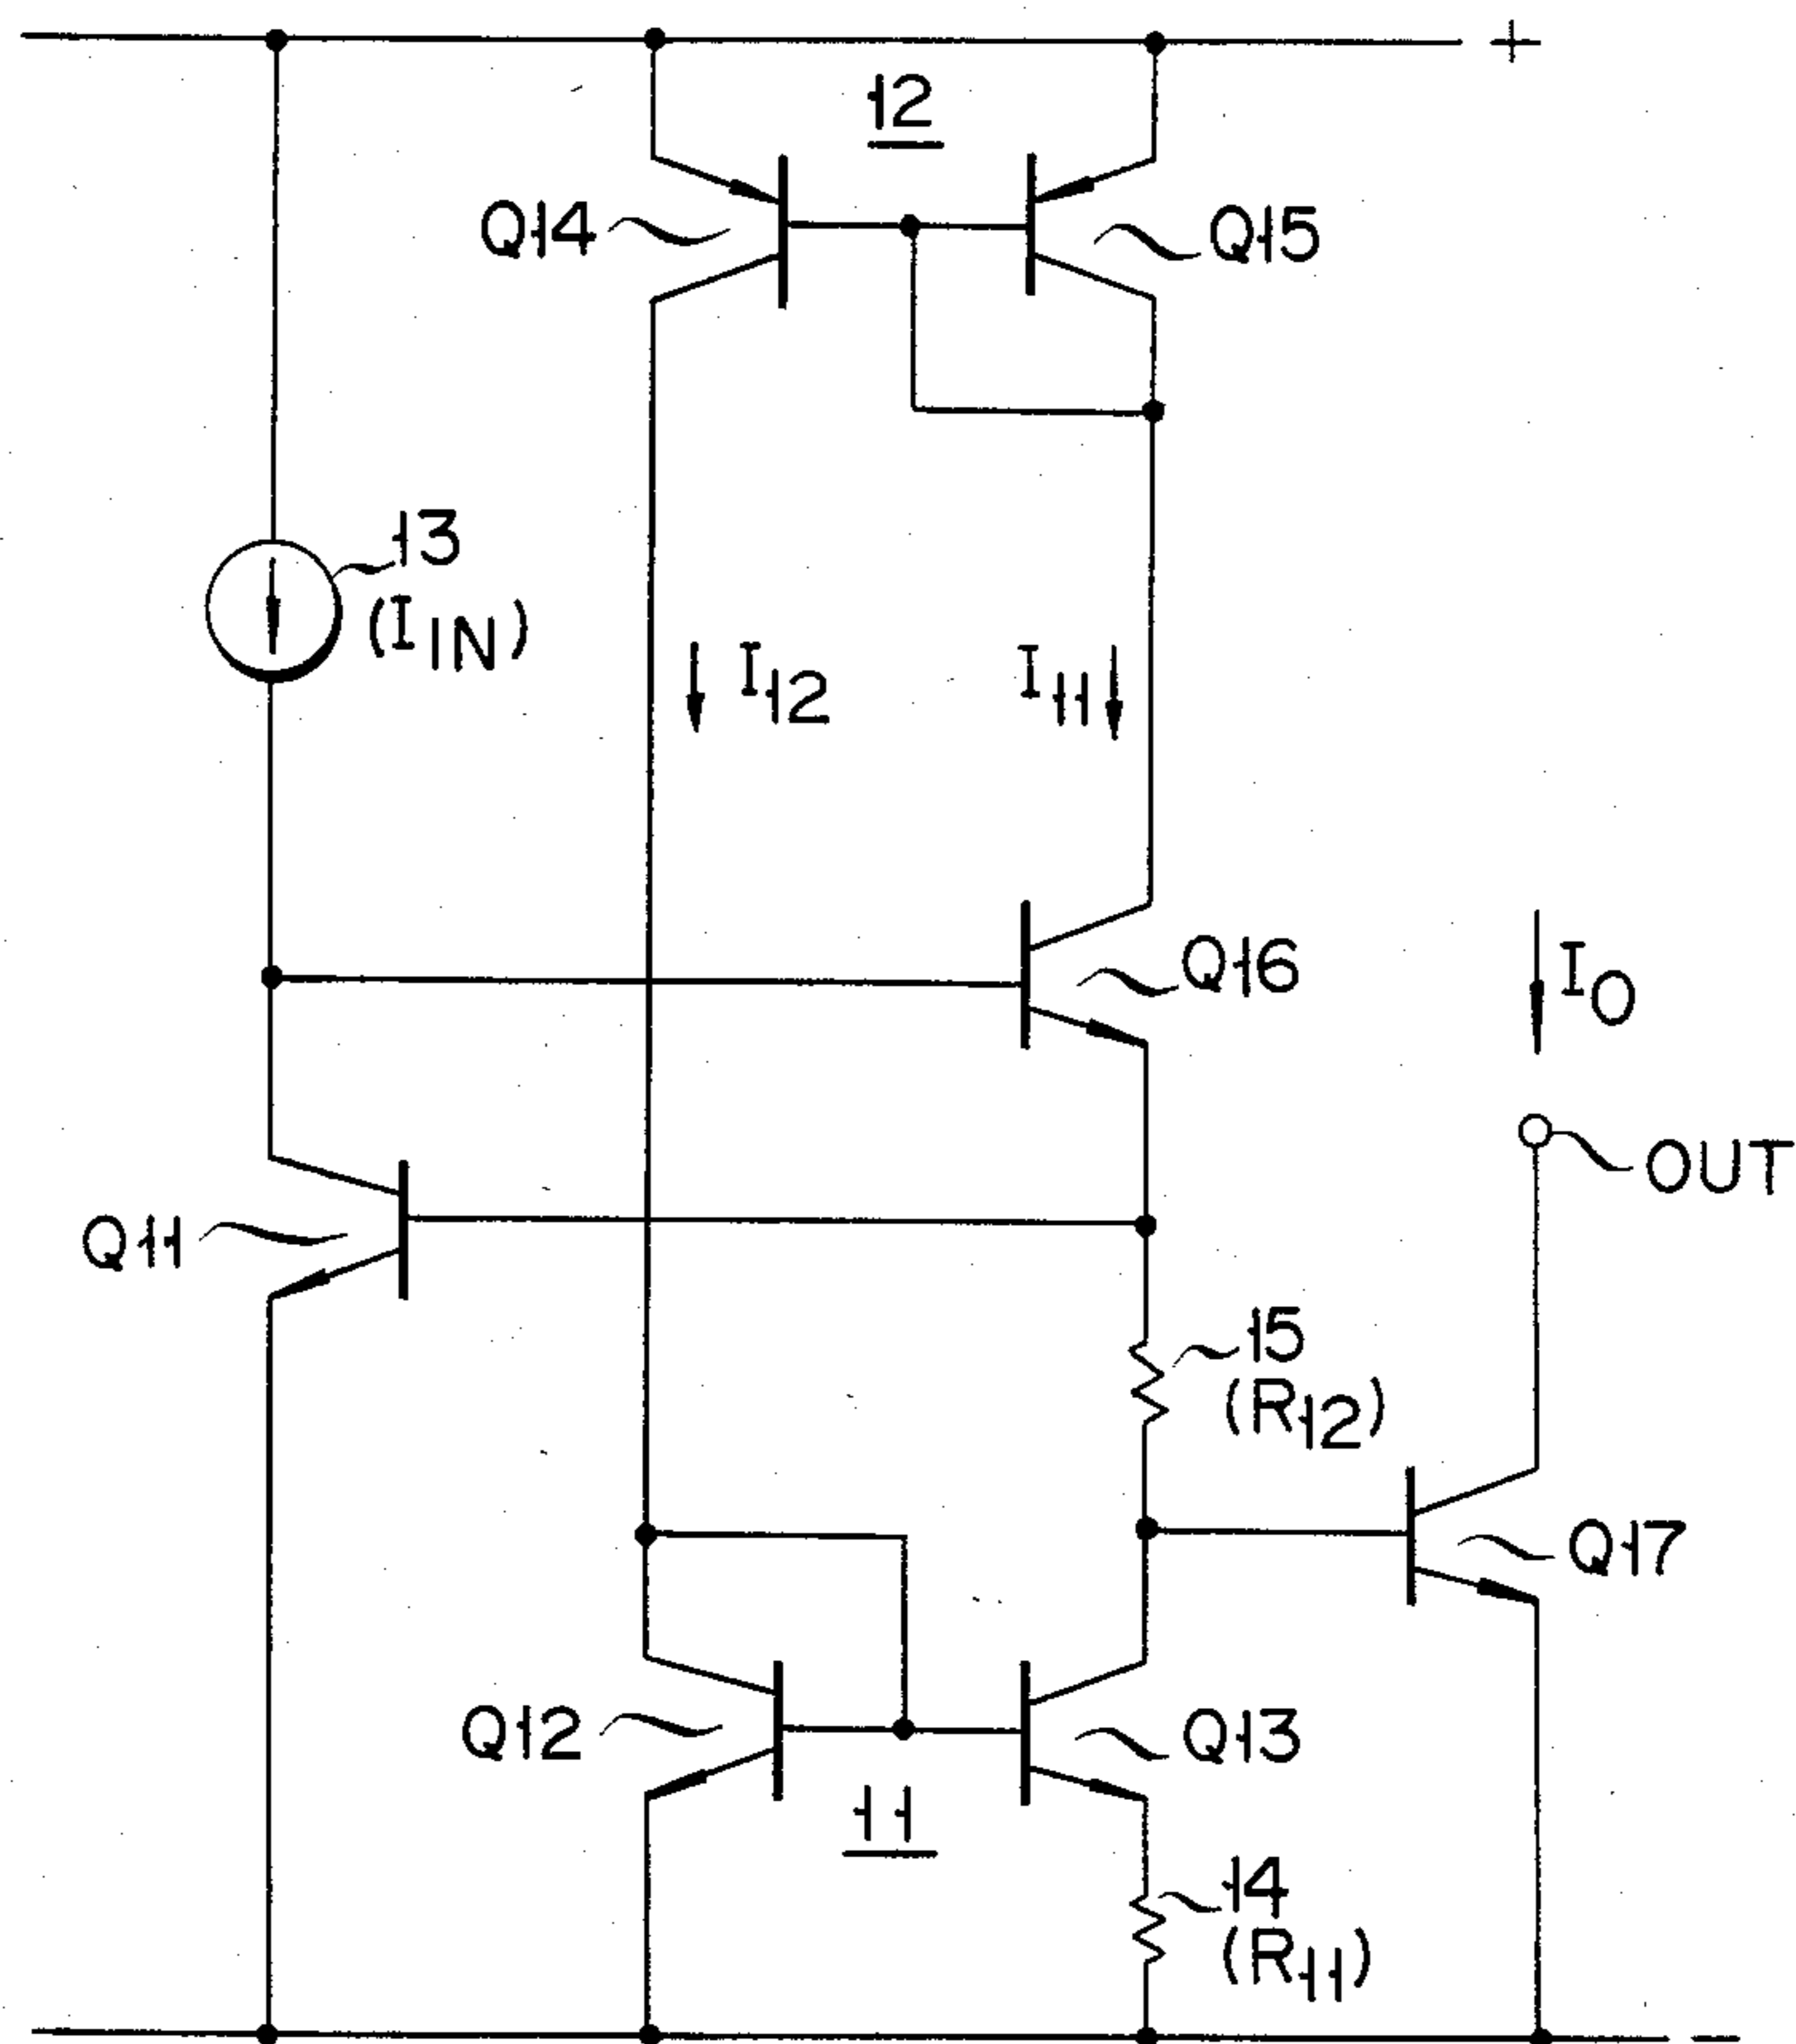 +
12
Q14
Q15
13
(IIN)
I12
I11
Q16
IO
OUT
Q11
15
(R12)
Q17
Q12
Q13
11
14
(R11)
−